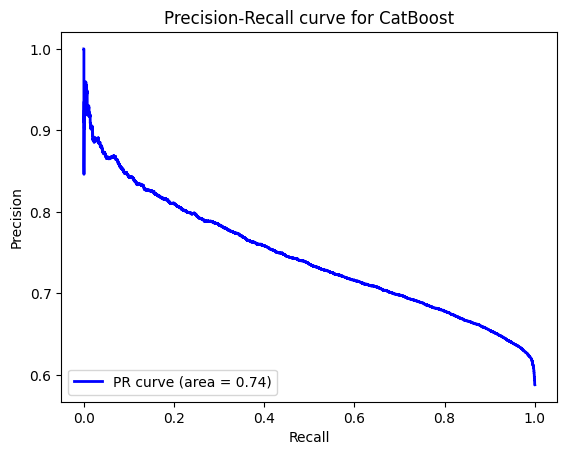 Precision-Recall curve for CatBoost
1.0
0.9
0.8
0.7
0.6
Precision
PR curve (area = 0.74)
0.0 0.2 0.4 0.6 0.8 1.0
Recall